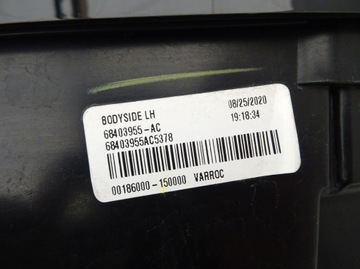 BODYSIDE LH
08/25/2020
68403955-AC
19:18:34
68403955AC5378
00186000-150000 VARROC